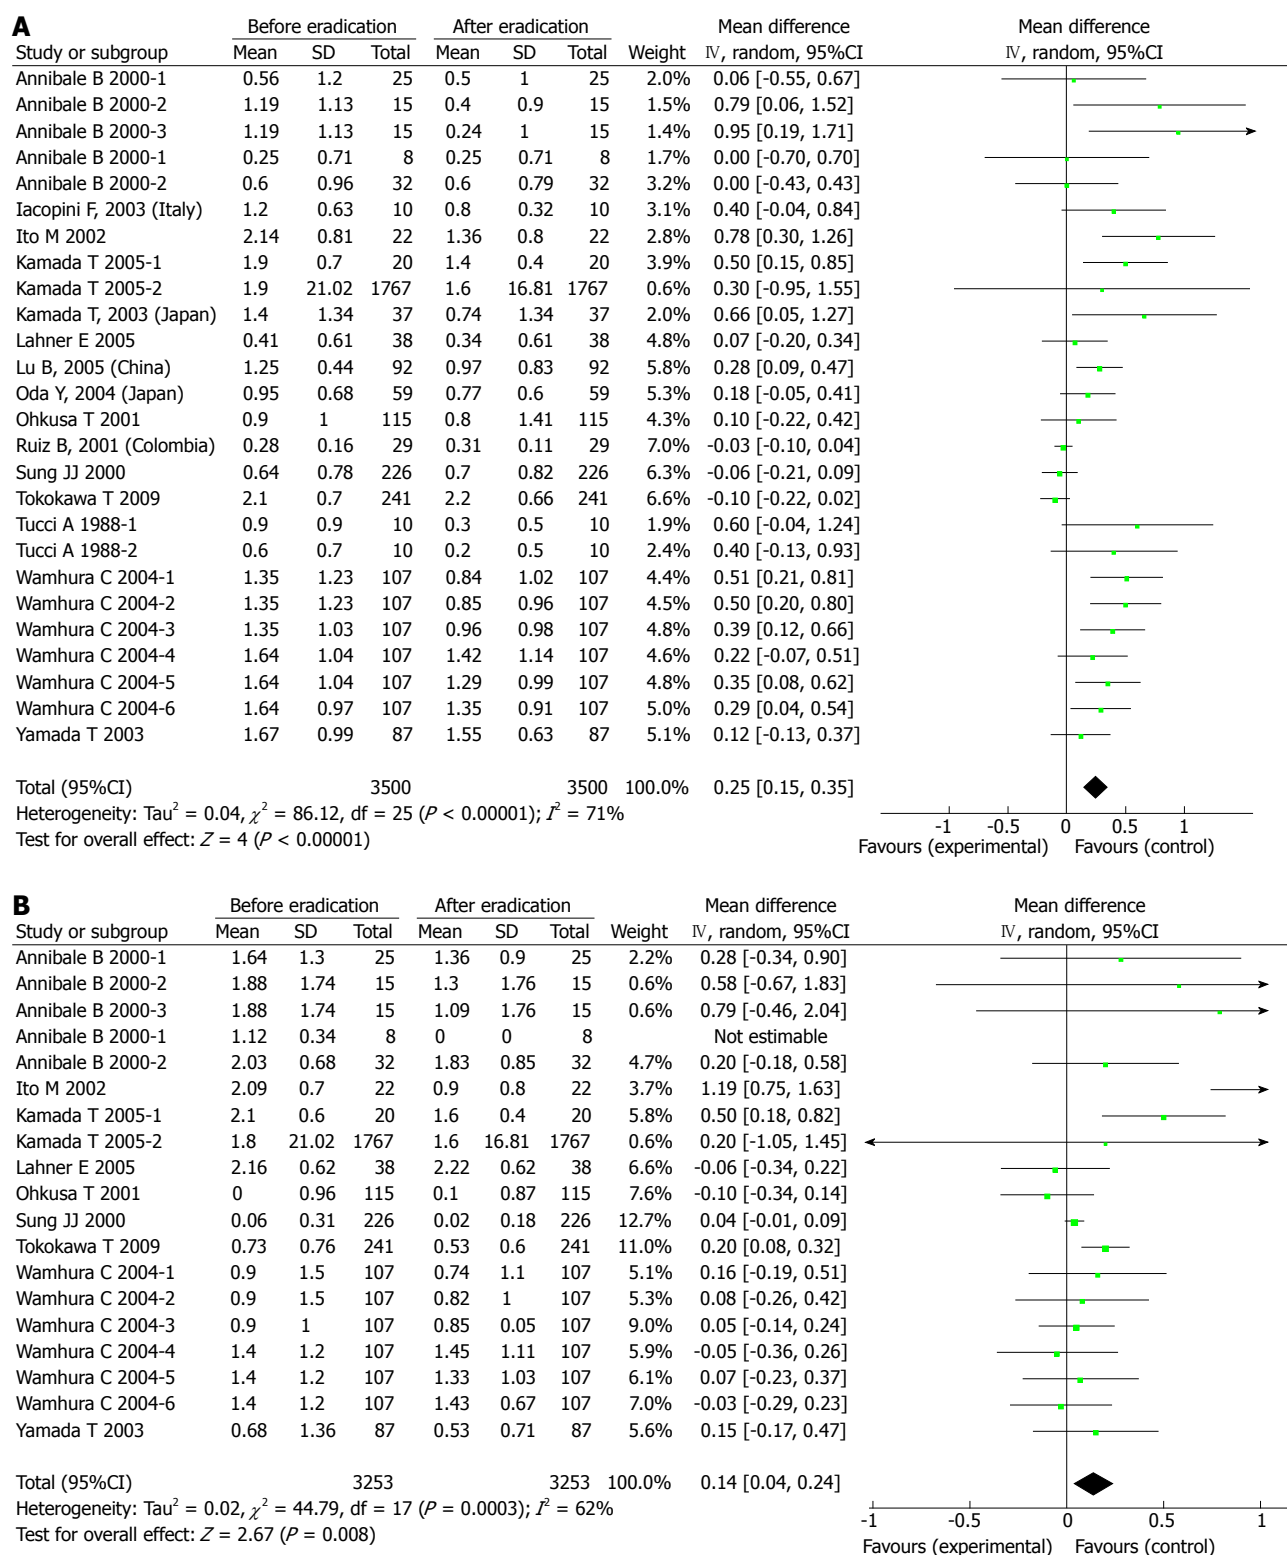 A
Before eradication After eradication Mean difference Mean difference
Study or subgroup Mean SD Total Mean SD Total Weight IV, random, 95%CI IV, random, 95%CI
Annibale B 2000-1 0.56 1.2 25 0.5 1 25 2.0% 0.06 [-0.55, 0.67]
Annibale B 2000-2 1.19 1.13 15 0.4 0.9 15 1.5% 0.79 [0.06, 1.52]
Annibale B 2000-3 1.19 1.13 15 0.24 1 15 1.4% 0.95 [0.19, 1.71]
Annibale B 2000-1 0.25 0.71 8 0.25 0.71 8 1.7% 0.00 [-0.70, 0.70]
Annibale B 2000-2 0.6 0.96 32 0.6 0.79 32 3.2% 0.00 [-0.43, 0.43]
Iacopini F, 2003 (Italy) 1.2 0.63 10 0.8 0.32 10 3.1% 0.40 [-0.04, 0.84]
Ito M 2002 2.14 0.81 22 1.36 0.8 22 2.8% 0.78 [0.30, 1.26]
Kamada T 2005-1 1.9 0.7 20 1.4 0.4 20 3.9% 0.50 [0.15, 0.85]
Kamada T 2005-2 1.9 21.02 1767 1.6 16.81 1767 0.6% 0.30 [-0.95, 1.55]
Kamada T, 2003 (Japan) 1.4 1.34 37 0.74 1.34 37 2.0% 0.66 [0.05, 1.27]
Lahner E 2005 0.41 0.61 38 0.34 0.61 38 4.8% 0.07 [-0.20, 0.34]
Lu B, 2005 (China) 1.25 0.44 92 0.97 0.83 92 5.8% 0.28 [0.09, 0.47]
Oda Y, 2004 (Japan) 0.95 0.68 59 0.77 0.6 59 5.3% 0.18 [-0.05, 0.41]
Ohkusa T 2001 0.9 1 115 0.8 1.41 115 4.3% 0.10 [-0.22, 0.42]
Ruiz B, 2001 (Colombia) 0.28 0.16 29 0.31 0.11 29 7.0% -0.03 [-0.10, 0.04]
Sung JJ 2000 0.64 0.78 226 0.7 0.82 226 6.3% -0.06 [-0.21, 0.09]
Tokokawa T 2009 2.1 0.7 241 2.2 0.66 241 6.6% -0.10 [-0.22, 0.02]
Tucci A 1988-1 0.9 0.9 10 0.3 0.5 10 1.9% 0.60 [-0.04, 1.24]
Tucci A 1988-2 0.6 0.7 10 0.2 0.5 10 2.4% 0.40 [-0.13, 0.93]
Wamhura C 2004-1 1.35 1.23 107 0.84 1.02 107 4.4% 0.51 [0.21, 0.81]
Wamhura C 2004-2 1.35 1.23 107 0.85 0.96 107 4.5% 0.50 [0.20, 0.80]
Wamhura C 2004-3 1.35 1.03 107 0.96 0.98 107 4.8% 0.39 [0.12, 0.66]
Wamhura C 2004-4 1.64 1.04 107 1.42 1.14 107 4.6% 0.22 [-0.07, 0.51]
Wamhura C 2004-5 1.64 1.04 107 1.29 0.99 107 4.8% 0.35 [0.08, 0.62]
Wamhura C 2004-6 1.64 0.97 107 1.35 0.91 107 5.0% 0.29 [0.04, 0.54]
Yamada T 2003 1.67 0.99 87 1.55 0.63 87 5.1% 0.12 [-0.13, 0.37]
Total (95%CI) 3500 3500 100.0% 0.25 [0.15, 0.35]
Heterogeneity: Tau² = 0.04, χ² = 86.12, df = 25 (P < 0.00001); I² = 71%
Test for overall effect: Z = 4 (P < 0.00001)
-1 -0.5 0 0.5 1
Favours (experimental) Favours (control)
B
Before eradication After eradication Mean difference Mean difference
Study or subgroup Mean SD Total Mean SD Total Weight IV, random, 95%CI IV, random, 95%CI
Annibale B 2000-1 1.64 1.3 25 1.36 0.9 25 2.2% 0.28 [-0.34, 0.90]
Annibale B 2000-2 1.88 1.74 15 1.3 1.76 15 0.6% 0.58 [-0.67, 1.83]
Annibale B 2000-3 1.88 1.74 15 1.09 1.76 15 0.6% 0.79 [-0.46, 2.04]
Annibale B 2000-1 1.12 0.34 8 0 0 8 Not estimable
Annibale B 2000-2 2.03 0.68 32 1.83 0.85 32 4.7% 0.20 [-0.18, 0.58]
Ito M 2002 2.09 0.7 22 0.9 0.8 22 3.7% 1.19 [0.75, 1.63]
Kamada T 2005-1 2.1 0.6 20 1.6 0.4 20 5.8% 0.50 [0.18, 0.82]
Kamada T 2005-2 1.8 21.02 1767 1.6 16.81 1767 0.6% 0.20 [-1.05, 1.45]
Lahner E 2005 2.16 0.62 38 2.22 0.62 38 6.6% -0.06 [-0.34, 0.22]
Ohkusa T 2001 0 0.96 115 0.1 0.87 115 7.6% -0.10 [-0.34, 0.14]
Sung JJ 2000 0.06 0.31 226 0.02 0.18 226 12.7% 0.04 [-0.01, 0.09]
Tokokawa T 2009 0.73 0.76 241 0.53 0.6 241 11.0% 0.20 [0.08, 0.32]
Wamhura C 2004-1 0.9 1.5 107 0.74 1.1 107 5.1% 0.16 [-0.19, 0.51]
Wamhura C 2004-2 0.9 1.5 107 0.82 1 107 5.3% 0.08 [-0.26, 0.42]
Wamhura C 2004-3 0.9 1 107 0.85 0.05 107 9.0% 0.05 [-0.14, 0.24]
Wamhura C 2004-4 1.4 1.2 107 1.45 1.11 107 5.9% -0.05 [-0.36, 0.26]
Wamhura C 2004-5 1.4 1.2 107 1.33 1.03 107 6.1% 0.07 [-0.23, 0.37]
Wamhura C 2004-6 1.4 1.2 107 1.43 0.67 107 7.0% -0.03 [-0.29, 0.23]
Yamada T 2003 0.68 1.36 87 0.53 0.71 87 5.6% 0.15 [-0.17, 0.47]
Total (95%CI) 3253 3253 100.0% 0.14 [0.04, 0.24]
Heterogeneity: Tau² = 0.02, χ² = 44.79, df = 17 (P = 0.0003); I² = 62%
Test for overall effect: Z = 2.67 (P = 0.008)
-1 -0.5 0 0.5 1
Favours (experimental) Favours (control)